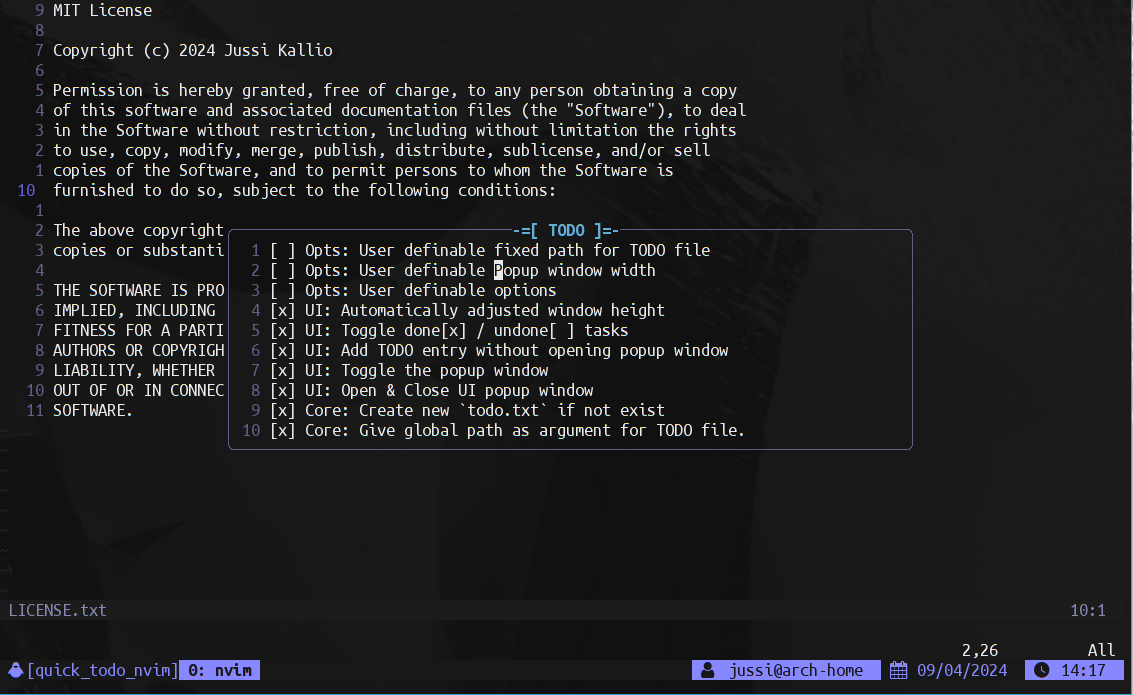 9 MIT License
8
7 Copyright (c) 2024 Jussi Kallio
6
5 Permission is hereby granted, free of charge, to any person obtaining a copy
4 of this software and associated documentation files (the "Software"), to deal
3 in the Software without restriction, including without limitation the rights
2 to use, copy, modify, merge, publish, distribute, sublicense, and/or sell
1 copies of the Software, and to permit persons to whom the Software is
10 furnished to do so, subject to the following conditions:
1
2 The above copyright
3 copies or substanti
4
5 THE SOFTWARE IS PRO
6 IMPLIED, INCLUDING
7 FITNESS FOR A PARTI
8 AUTHORS OR COPYRIGH
9 LIABILITY, WHETHER
10 OUT OF OR IN CONNEC
11 SOFTWARE.
-=[ TODO ]=-
1 [ ] Opts: User definable fixed path for TODO file
2 [ ] Opts: User definable Popup window width
3 [ ] Opts: User definable options
4 [x] UI: Automatically adjusted window height
5 [x] UI: Toggle done[x] / undone[ ] tasks
6 [x] UI: Add TODO entry without opening popup window
7 [x] UI: Toggle the popup window
8 [x] UI: Open & Close UI popup window
9 [x] Core: Create new `todo.txt` if not exist
10 [x] Core: Give global path as argument for TODO file.
~
~
~
~
~
~
~
~
~
LICENSE.txt 10:1
2,26 All
[quick_todo_nvim] 0: nvim jussi@arch-home 09/04/2024 14:17